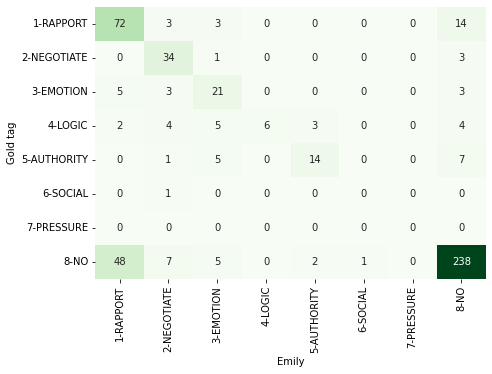 Gold tag
1-RAPPORT 72 3 3 0 0 0 0 14
2-NEGOTIATE 0 34 1 0 0 0 0 3
3-EMOTION 5 3 21 0 0 0 0 3
4-LOGIC 2 4 5 6 3 0 0 4
5-AUTHORITY 0 1 5 0 14 0 0 7
6-SOCIAL 0 1 0 0 0 0 0 0
7-PRESSURE 0 0 0 0 0 0 0 0
8-NO 48 7 5 0 2 1 0 238
1-RAPPORT 2-NEGOTIATE 3-EMOTION 4-LOGIC 5-AUTHORITY 6-SOCIAL 7-PRESSURE 8-NO
Emily